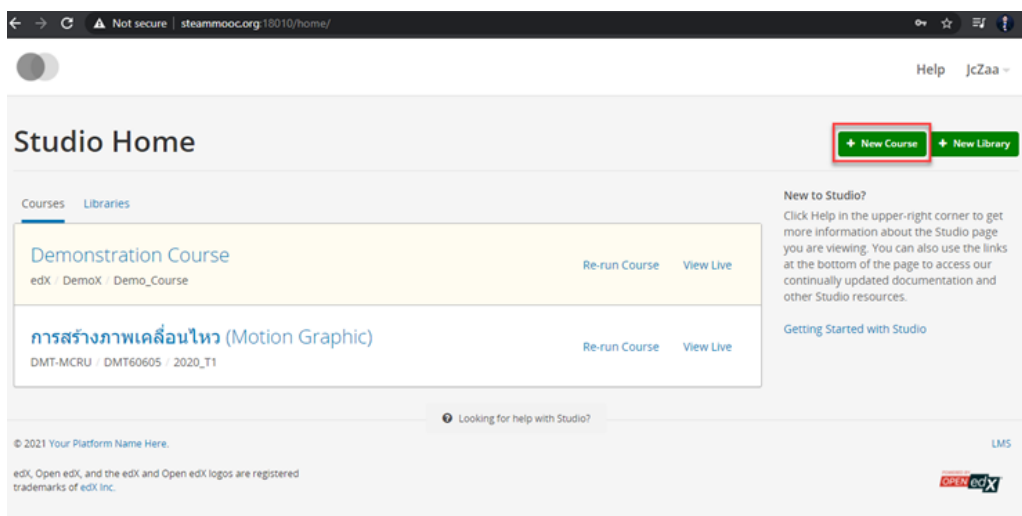 Not secure | steammooc.org:18010/home/
Help JcZaa
Studio Home
+ New Course + New Library
Courses Libraries
Demonstration Course
edX / DemoX / Demo_Course
Re-run Course View Live
การสร้างภาพเคลื่อนไหว (Motion Graphic)
DMT-MCRU / DMT60605 / 2020_T1
Re-run Course View Live
New to Studio?
Click Help in the upper-right corner to get
more information about the Studio page
you are viewing. You can also use the links
at the bottom of the page to access our
continually updated documentation and
other Studio resources.
Getting Started with Studio
Looking for help with Studio?
© 2021 Your Platform Name Here.
LMS
edX, Open edX, and the edX and Open edX logos are registered
trademarks of edX Inc.
POWERED BY
OPEN edX